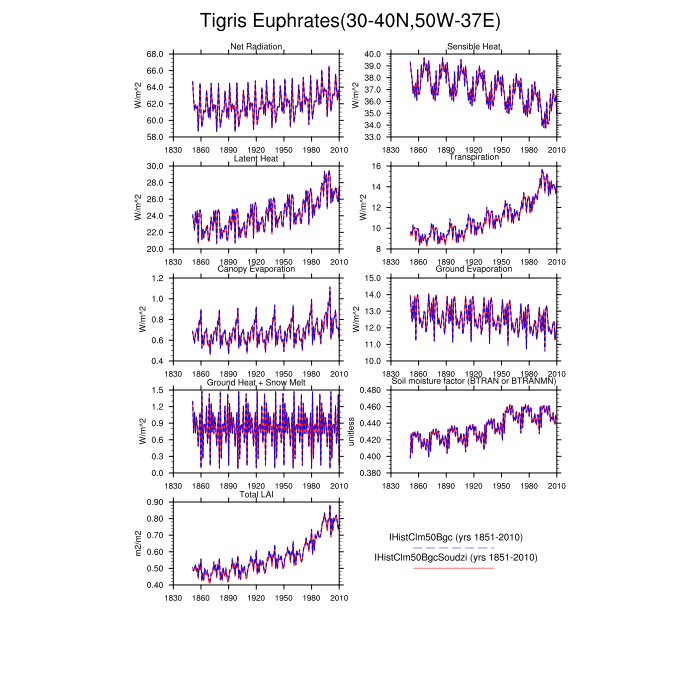 Tigris Euphrates(30-40N,50W-37E)
Net Radiation
W/m^2
68.0
66.0
64.0
62.0
60.0
58.0
1830 1860 1890 1920 1950 1980 2010
Sensible Heat
W/m^2
40.0
39.0
38.0
37.0
36.0
35.0
34.0
33.0
1830 1860 1890 1920 1950 1980 2010
Latent Heat
W/m^2
30.0
28.0
26.0
24.0
22.0
20.0
1830 1860 1890 1920 1950 1980 2010
Transpiration
W/m^2
16
14
12
10
8
1830 1860 1890 1920 1950 1980 2010
Canopy Evaporation
W/m^2
1.2
1.0
0.8
0.6
0.4
1830 1860 1890 1920 1950 1980 2010
Ground Evaporation
W/m^2
15.0
14.0
13.0
12.0
11.0
10.0
1830 1860 1890 1920 1950 1980 2010
Ground Heat + Snow Melt
W/m^2
1.5
1.2
0.9
0.6
0.3
0.0
1830 1860 1890 1920 1950 1980 2010
Soil moisture factor (BTRAN or BTRANMN)
unitless
0.480
0.460
0.440
0.420
0.400
0.380
1830 1860 1890 1920 1950 1980 2010
Total LAI
m2/m2
0.90
0.80
0.70
0.60
0.50
0.40
1830 1860 1890 1920 1950 1980 2010
IHistClm50Bgc (yrs 1851-2010)
IHistClm50BgcSoudzi (yrs 1851-2010)